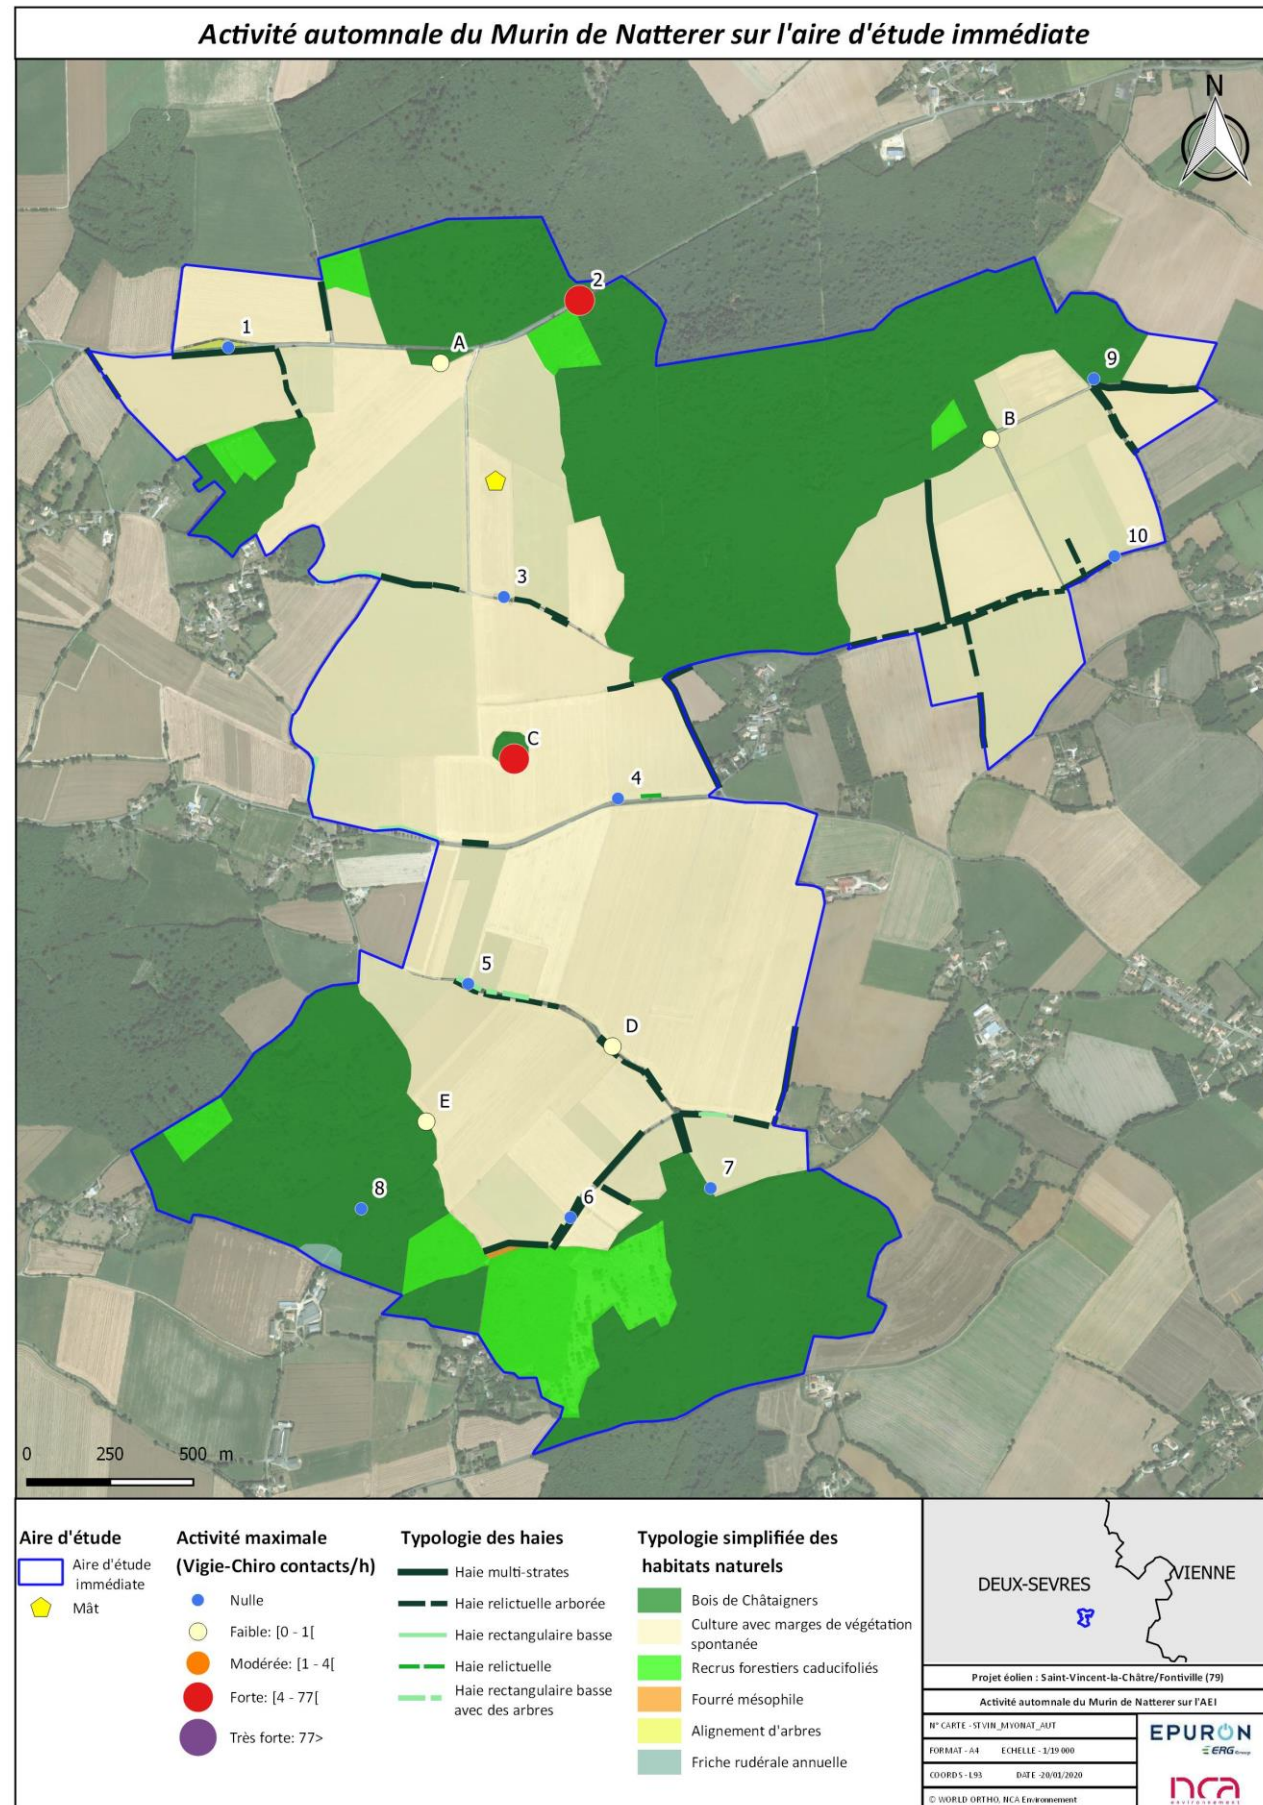 Activité automnale du Murin de Natterer sur l'aire d'étude immédiate
N
2
1
A
9
B
10
3
C
4
5
D
E
7
8
6
0 250 500 m
Aire d'étude
Aire d'étude
immédiate
Mât
Activité maximale
(Vigie-Chiro contacts/h)
Nulle
Faible: [0 - 1[
Modérée: [1 - 4[
Forte: [4 - 77[
Très forte: 77>
Typologie des haies
Haie multi-strates
Haie relictuelle arborée
Haie rectangulaire basse
Haie relictuelle
Haie rectangulaire basse
avec des arbres
Typologie simplifiée des
habitats naturels
Bois de Châtaigners
Culture avec marges de végétation
spontanée
Recrus forestiers caducifoliés
Fourré mésophile
Alignement d'arbres
Friche rudérale annuelle
DEUX-SEVRES
VIENNE
Projet éolien : Saint-Vincent-la-Châtre/Fontiville (79)
Activité automnale du Murin de Natterer sur l'AEI
N° CARTE - STVIN_MYONAT_AUT
FORMAT - A4 ECHELLE - 1/19 000
COORDS - L93 DATE - 20/01/2020
© WORLD ORTHO, NCA Environnement
EPURON
ERG Group
nca
environnement